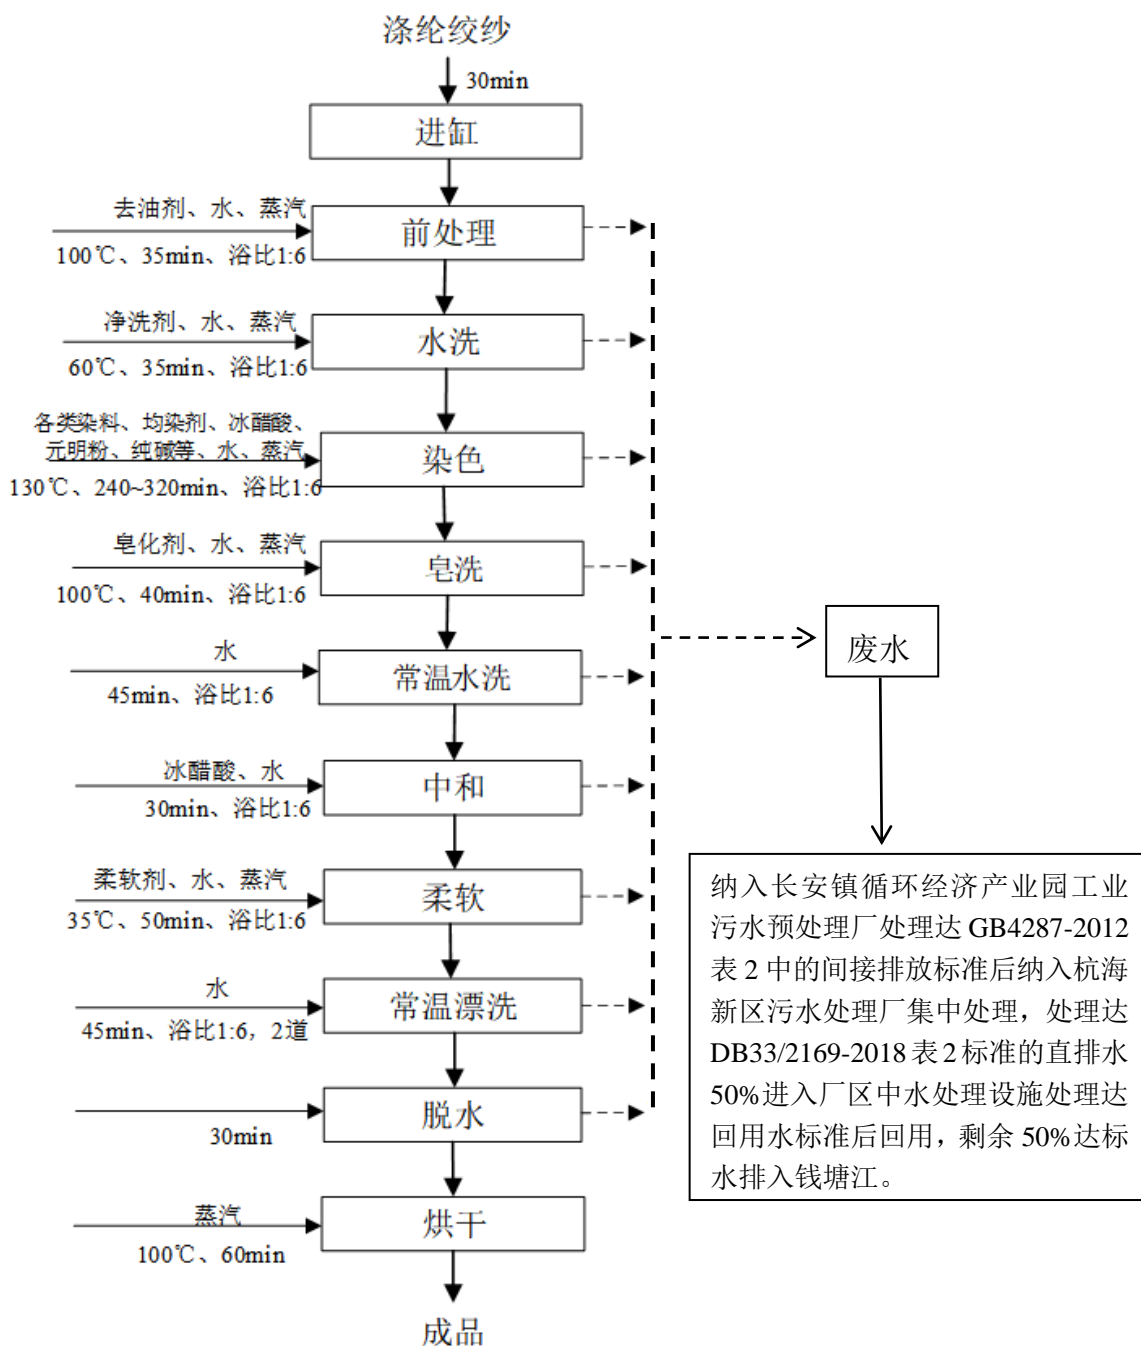 涤纶绞纱
30min
进缸
去油剂、水、蒸汽
100℃、35min、浴比1:6
前处理
净洗剂、水、蒸汽
60℃、35min、浴比1:6
水洗
各类染料、均染剂、冰醋酸、
元明粉、纯碱等、水、蒸汽
130℃、240~320min、浴比1:6
染色
皂化剂、水、蒸汽
100℃、40min、浴比1:6
皂洗
水
45min、浴比1:6
常温水洗
冰醋酸、水
30min、浴比1:6
中和
柔软剂、水、蒸汽
35℃、50min、浴比1:6
柔软
水
45min、浴比1:6，2道
常温漂洗
30min
脱水
蒸汽
100℃、60min
烘干
成品
废水
纳入长安镇循环经济产业园工业
污水预处理厂处理达 GB4287-2012
表 2 中的间接排放标准后纳入杭海
新区污水处理厂集中处理，处理达
DB33/2169-2018 表 2 标准的直排水
50%进入厂区中水处理设施处理达
回用水标准后回用，剩余 50%达标
水排入钱塘江。